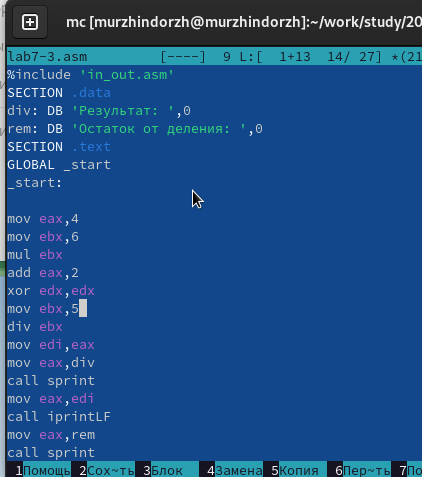 mc [murzhindorzh@murzhindorzh]:~/work/study/20
lab7-3.asm [----] 9 L:[ 1+13 14/ 27] *(21
%include 'in_out.asm'
SECTION .data
div: DB 'Результат: ',0
rem: DB 'Остаток от деления: ',0
SECTION .text
GLOBAL _start
_start:
mov eax,4
mov ebx,6
mul ebx
add eax,2
xor edx,edx
mov ebx,5
div ebx
mov edi,eax
mov eax,div
call sprint
mov eax,edi
call iprintLF
mov eax,rem
call sprint
1Помощь 2Сох~ть 3Блок 4Замена 5Копия 6Пер~ть 7По